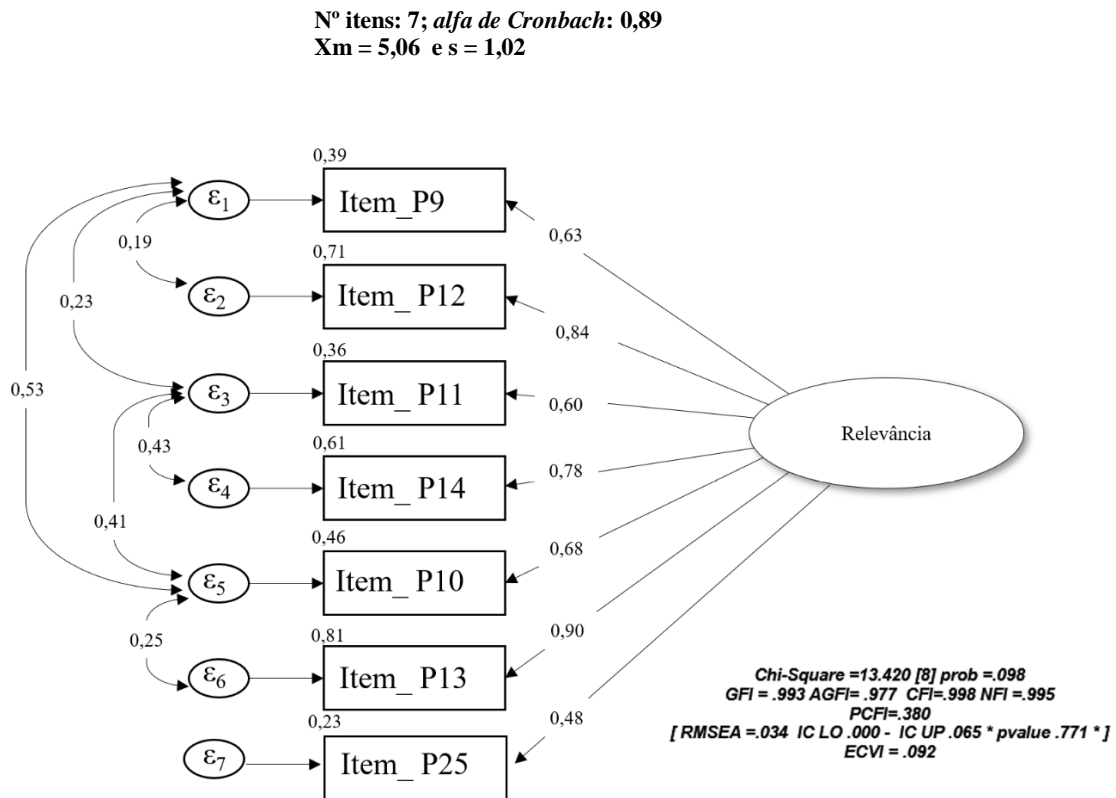 Nº itens: 7; alfa de Cronbach: 0,89
Xm = 5,06 e s = 1,02
0,39
ε1
Item_P9
0,63
0,19
0,71
ε2
Item_ P12
0,23
0,84
0,36
ε3
Item_ P11
0,53
0,60
Relevância
0,43
0,61
ε4
Item_ P14
0,78
0,41
0,46
ε5
Item_ P10
0,68
0,25
0,81
ε6
Item_ P13
0,90
0,23
ε7
Item_ P25
0,48
Chi-Square =13.420 [8] prob =.098
GFI = .993 AGFI= .977 CFI=.998 NFI =.995
PCFI=.380
[ RMSEA =.034 IC LO .000 - IC UP .065 * pvalue .771 * ]
ECVI = .092